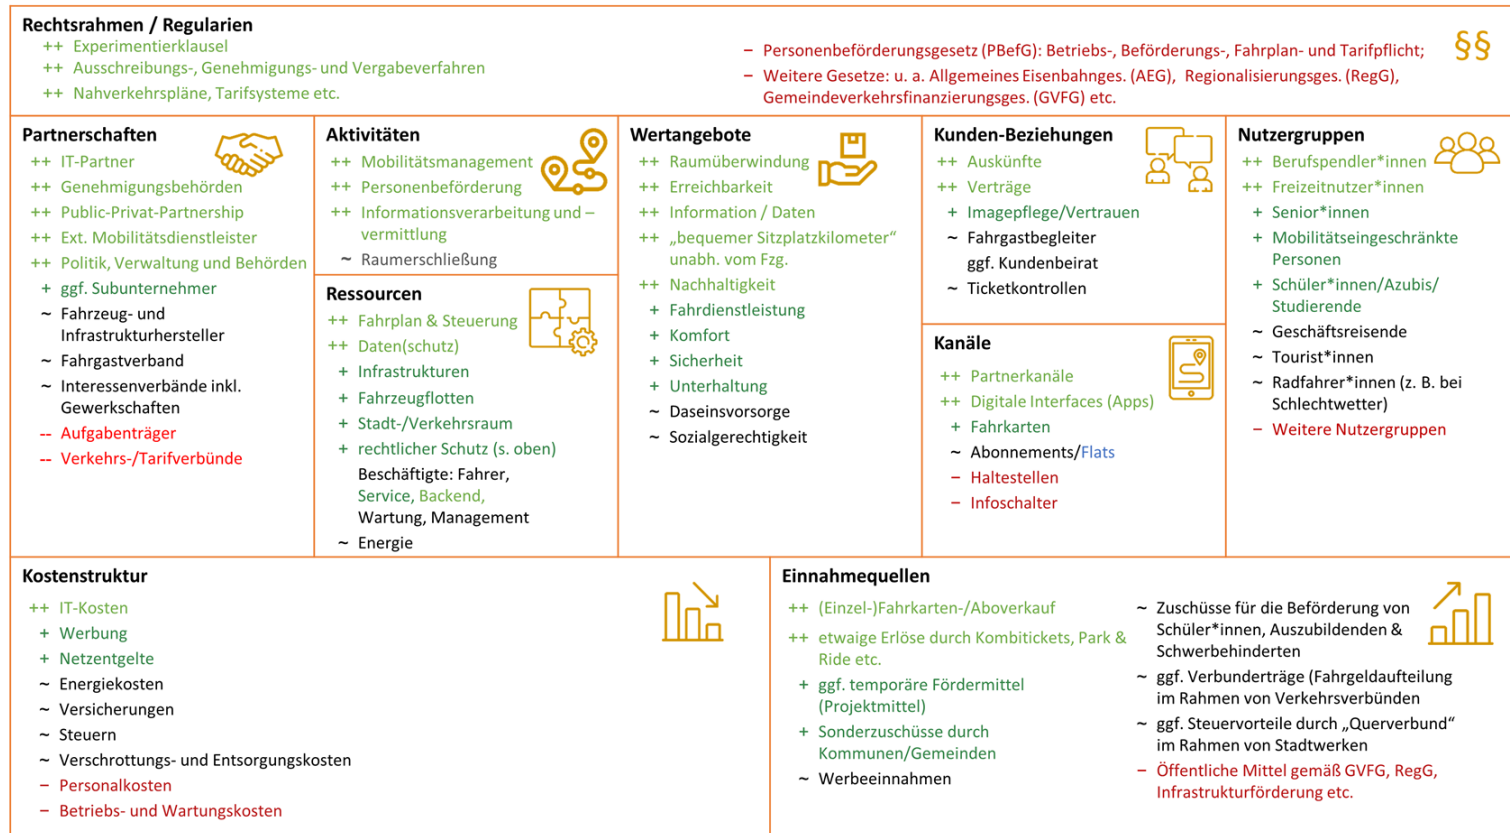 Rechtsrahmen / Regularien
++ Experimentierklausel
++ Ausschreibungs-, Genehmigungs- und Vergabeverfahren
++ Nahverkehrspläne, Tarifsysteme etc.
– Personenbeförderungsgesetz (PBefG): Betriebs-, Beförderungs-, Fahrplan- und Tarifpflicht;
– Weitere Gesetze: u. a. Allgemeines Eisenbahnges. (AEG), Regionalisierungsges. (RegG),
Gemeindeverkehrsfinanzierungsges. (GVFG) etc.
§§
Partnerschaften
++ IT-Partner
++ Genehmigungsbehörden
++ Public-Privat-Partnership
++ Ext. Mobilitätsdienstleister
++ Politik, Verwaltung und Behörden
+ ggf. Subunternehmer
~ Fahrzeug- und
Infrastrukturhersteller
~ Fahrgastverband
~ Interessenverbände inkl.
Gewerkschaften
-- Aufgabenträger
-- Verkehrs-/Tarifverbünde
Aktivitäten
++ Mobilitätsmanagement
++ Personenbeförderung
++ Informationsverarbeitung und –
vermittlung
~ Raumerschließung
Ressourcen
++ Fahrplan & Steuerung
++ Daten(schutz)
+ Infrastrukturen
+ Fahrzeugflotten
+ Stadt-/Verkehrsraum
+ rechtlicher Schutz (s. oben)
Beschäftigte: Fahrer,
Service, Backend,
Wartung, Management
~ Energie
Wertangebote
++ Raumüberwindung
++ Erreichbarkeit
++ Information / Daten
++ „bequemer Sitzplatzkilometer“
unabh. vom Fzg.
++ Nachhaltigkeit
+ Fahrdienstleistung
+ Komfort
+ Sicherheit
+ Unterhaltung
~ Daseinsvorsorge
~ Sozialgerechtigkeit
Kunden-Beziehungen
++ Auskünfte
++ Verträge
+ Imagepflege/Vertrauen
~ Fahrgastbegleiter
ggf. Kundenbeirat
~ Ticketkontrollen
Kanäle
++ Partnerkanäle
++ Digitale Interfaces (Apps)
+ Fahrkarten
~ Abonnements/Flats
– Haltestellen
– Infoschalter
Nutzergruppen
++ Berufspendler*innen
++ Freizeitnutzer*innen
+ Senior*innen
+ Mobilitätseingeschränkte
Personen
+ Schüler*innen/Azubis/
Studierende
~ Geschäftsreisende
~ Tourist*innen
~ Radfahrer*innen (z. B. bei
Schlechtwetter)
– Weitere Nutzergruppen
Kostenstruktur
++ IT-Kosten
+ Werbung
+ Netzentgelte
~ Energiekosten
~ Versicherungen
~ Steuern
~ Verschrottungs- und Entsorgungskosten
– Personalkosten
– Betriebs- und Wartungskosten
Einnahmequellen
++ (Einzel-)Fahrkarten-/Aboverkauf
++ etwaige Erlöse durch Kombitickets, Park &
Ride etc.
+ ggf. temporäre Fördermittel
(Projektmittel)
+ Sonderzuschüsse durch
Kommunen/Gemeinden
~ Werbeeinnahmen
~ Zuschüsse für die Beförderung von
Schüler*innen, Auszubildenden &
Schwerbehinderten
~ ggf. Verbunderträge (Fahrgeldaufteilung
im Rahmen von Verkehrsverbünden
~ ggf. Steuervorteile durch „Querverbund“
im Rahmen von Stadtwerken
– Öffentliche Mittel gemäß GVFG, RegG,
Infrastrukturförderung etc.